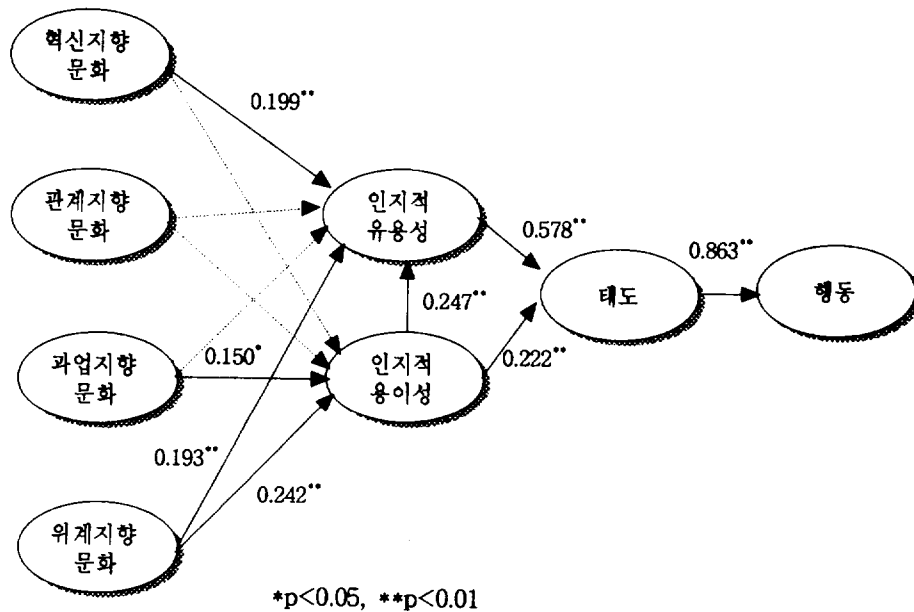 혁신지향
문화
0.199**
관계지향
문화
인지적
유용성
0.578**
0.863**
태도
행동
0.247**
과업지향
문화
0.150*
인지적
용이성
0.222**
0.193**
0.242**
위계지향
문화
*p<0.05, **p<0.01